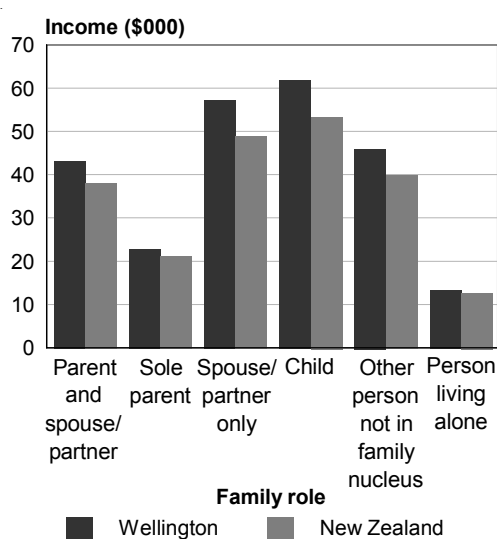 Income ($000)
70
60
50
40
30
20
10
0
Parent
and
spouse/
partner
Sole
parent
Spouse/
partner
only
Child
Other
person
not in
family
nucleus
Person
living
alone
Family role
Wellington
New Zealand